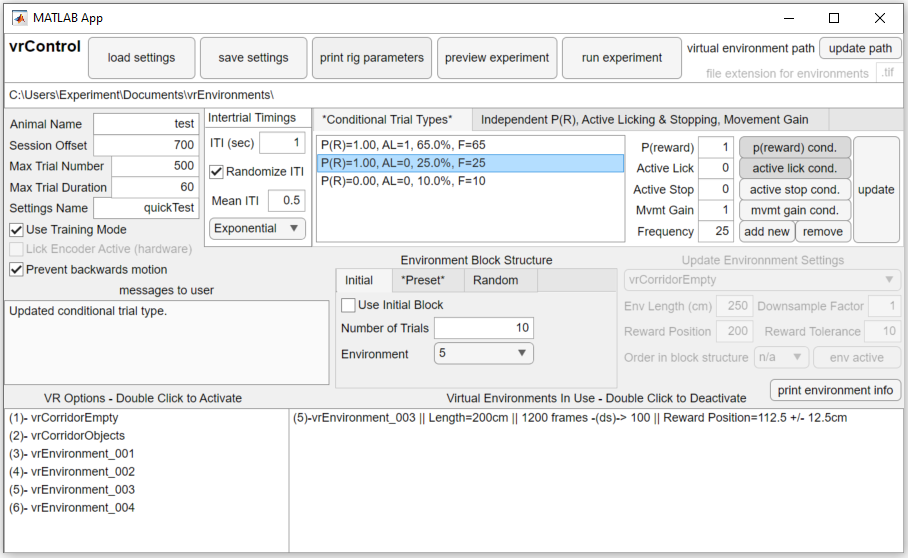 MATLAB App
vrControl
load settings
save settings
print rig parameters
preview experiment
run experiment
virtual environment path
update path
file extension for environments
.tif
C:\Users\Experiment\Documents\vrEnvironments\
Animal Name
test
Session Offset
700
Max Trial Number
500
Max Trial Duration
60
Settings Name
quickTest
Use Training Mode
Lick Encoder Active (hardware)
Prevent backwards motion
Intertrial Timings
ITI (sec)
1
Randomize ITI
Mean ITI
0.5
Exponential
*Conditional Trial Types*
Independent P(R), Active Licking & Stopping, Movement Gain
P(R)=1.00, AL=1, 65.0%, F=65
P(R)=1.00, AL=0, 25.0%, F=25
P(R)=0.00, AL=0, 10.0%, F=10
P(reward)
1
p(reward) cond.
Active Lick
0
active lick cond.
Active Stop
0
active stop cond.
Mvmt Gain
1
mvmt gain cond.
Frequency
25
add new
remove
update
messages to user
Updated conditional trial type.
Environment Block Structure
Initial
*Preset*
Random
Use Initial Block
Number of Trials
10
Environment
5
Update Environnment Settings
vrCorridorEmpty
Env Length (cm)
250
Downsample Factor
1
Reward Position
200
Reward Tolerance
10
Order in block structure
n/a
env active
print environment info
VR Options - Double Click to Activate
(1)- vrCorridorEmpty
(2)- vrCorridorObjects
(3)- vrEnvironment_001
(4)- vrEnvironment_002
(5)- vrEnvironment_003
(6)- vrEnvironment_004
Virtual Environments In Use - Double Click to Deactivate
(5)-vrEnvironment_003 || Length=200cm || 1200 frames -(ds)-> 100 || Reward Position=112.5 +/- 12.5cm